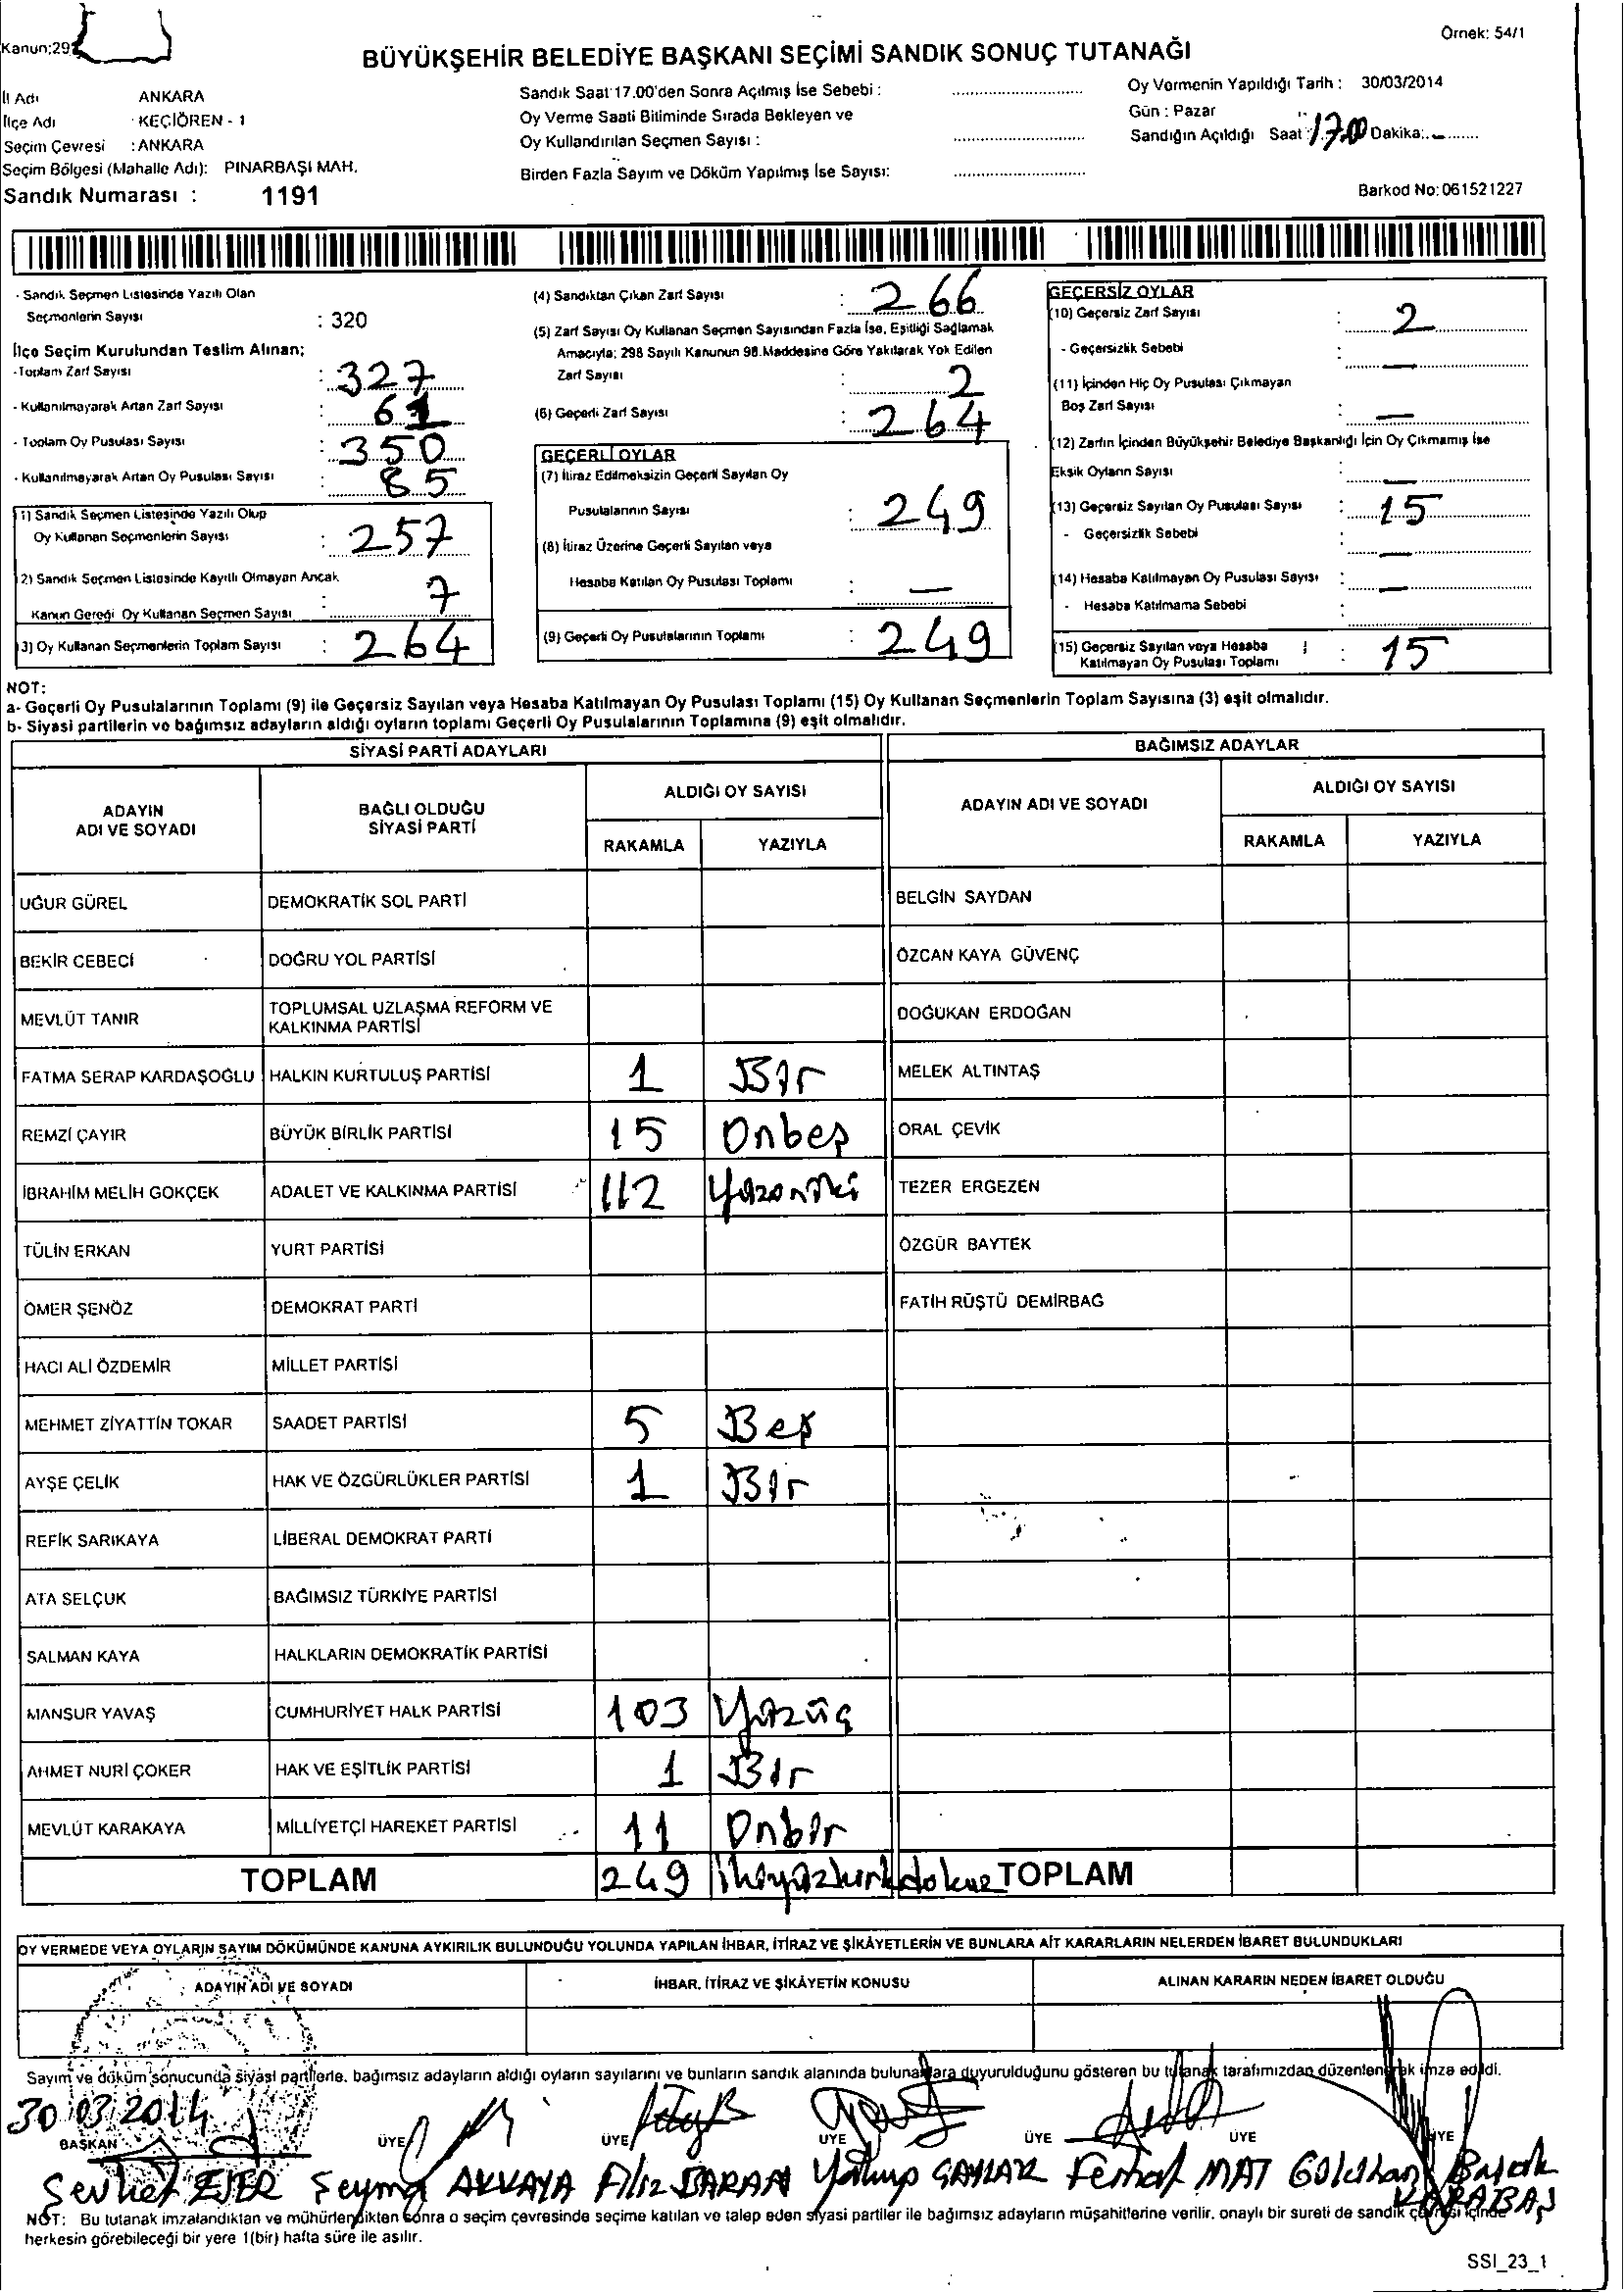 Örnek: 54/1
Kanun;29
BÜYÜKŞEHİR BELEDİYE BAŞKANI SEÇİMİ SANDIK SONUÇ TUTANAĞI
İl Adı ANKARA
İlçe Adı : KEÇİÖREN - 1
Seçim Çevresi : ANKARA
Seçim Bölgesi (Mahalle Adı): PINARBAŞI MAH.
Sandık Numarası : 1191
Sandık Saat 17.00'den Sonra Açılmış İse Sebebi :
Oy Verme Saati Bitiminde Sırada Bekleyen ve
Oy Kullandırılan Seçmen Sayısı :
Birden Fazla Sayım ve Döküm Yapılmış İse Sayısı:
Oy Vermenin Yapıldığı Tarih : 30/03/2014
Gün : Pazar
Sandığın Açıldığı Saat : 17.00 Dakika:
Barkod No: 061521227
- Sandık Seçmen Listesinde Yazılı Olan
Seçmenlerin Sayısı : 320
İlçe Seçim Kurulundan Teslim Alınan;
-Toplam Zarf Sayısı : 327
- Kullanılmayarak Artan Zarf Sayısı : 61
- Toplam Oy Pusulası Sayısı : 350
- Kullanılmayarak Artan Oy Pusulası Sayısı : 85
1) Sandık Seçmen Listesinde Yazılı Olup
Oy Kullanan Seçmenlerin Sayısı : 257
2) Sandık Seçmen Listesinde Kayıtlı Olmayan Ancak
Kanun Gereği Oy Kullanan Seçmen Sayısı : 7
3) Oy Kullanan Seçmenlerin Toplam Sayısı : 264
(4) Sandıktan Çıkan Zarf Sayısı : 266
(5) Zarf Sayısı Oy Kullanan Seçmen Sayısından Fazla İse, Eşitliği Sağlamak
Amacıyla; 298 Sayılı Kanunun 98.Maddesine Göre Yakılarak Yok Edilen
Zarf Sayısı : 2
(6) Geçerli Zarf Sayısı : 264
GEÇERLİ OYLAR
(7) İtiraz Edilmeksizin Geçerli Sayılan Oy
Pusulalarının Sayısı : 249
(8) İtiraz Üzerine Geçerli Sayılan veya
Hesaba Katılan Oy Pusulası Toplamı : —
(9) Geçerli Oy Pusulalarının Toplamı : 249
GEÇERSİZ OYLAR
(10) Geçersiz Zarf Sayısı : 2
- Geçersizlik Sebebi : —
(11) İçinden Hiç Oy Pusulası Çıkmayan
Boş Zarf Sayısı : —
(12) Zarfın İçinden Büyükşehir Belediye Başkanlığı İçin Oy Çıkmamış İse
Eksik Oyların Sayısı : —
(13) Geçersiz Sayılan Oy Pusulası Sayısı : 15
- Geçersizlik Sebebi : —
(14) Hesaba Katılmayan Oy Pusulası Sayısı : —
- Hesaba Katılmama Sebebi :
(15) Geçersiz Sayılan veya Hesaba
Katılmayan Oy Pusulası Toplamı : 15
NOT:
a- Geçerli Oy Pusulalarının Toplamı (9) ile Geçersiz Sayılan veya Hesaba Katılmayan Oy Pusulası Toplamı (15) Oy Kullanan Seçmenlerin Toplam Sayısına (3) eşit olmalıdır.
b- Siyasi partilerin ve bağımsız adayların aldığı oyların toplamı Geçerli Oy Pusulalarının Toplamına (9) eşit olmalıdır.
SİYASİ PARTİ ADAYLARI BAĞIMSIZ ADAYLAR
ADAYIN ADI VE SOYADI BAĞLI OLDUĞU SİYASİ PARTİ ALDIĞI OY SAYISI ADAYIN ADI VE SOYADI ALDIĞI OY SAYISI
RAKAMLA YAZIYLA RAKAMLA YAZIYLA
UĞUR GÜREL DEMOKRATİK SOL PARTİ BELGİN SAYDAN
BEKİR CEBECİ DOĞRU YOL PARTİSİ ÖZCAN KAYA GÜVENÇ
MEVLÜT TANIR TOPLUMSAL UZLAŞMA REFORM VE KALKINMA PARTİSİ DOĞUKAN ERDOĞAN
FATMA SERAP KARDAŞOĞLU HALKIN KURTULUŞ PARTİSİ 1 Bir MELEK ALTINTAŞ
REMZİ ÇAYIR BÜYÜK BİRLİK PARTİSİ 15 Onbeş ORAL ÇEVİK
İBRAHİM MELİH GÖKÇEK ADALET VE KALKINMA PARTİSİ 112 Yüzoniki TEZER ERGEZEN
TÜLİN ERKAN YURT PARTİSİ ÖZGÜR BAYTEK
ÖMER ŞENÖZ DEMOKRAT PARTİ FATİH RÜŞTÜ DEMİRBAĞ
HACI ALİ ÖZDEMİR MİLLET PARTİSİ
MEHMET ZİYATTİN TOKAR SAADET PARTİSİ 5 Beş
AYŞE ÇELİK HAK VE ÖZGÜRLÜKLER PARTİSİ 1 Bir
REFİK SARIKAYA LİBERAL DEMOKRAT PARTİ
ATA SELÇUK BAĞIMSIZ TÜRKİYE PARTİSİ
SALMAN KAYA HALKLARIN DEMOKRATİK PARTİSİ
MANSUR YAVAŞ CUMHURİYET HALK PARTİSİ 103 Yüzüç
AHMET NURİ ÇOKER HAK VE EŞİTLİK PARTİSİ 1 Bir
MEVLÜT KARAKAYA MİLLİYETÇİ HAREKET PARTİSİ 11 Onbir
TOPLAM 249 ikiyüzkırkdokuz TOPLAM
OY VERMEDE VEYA OYLARIN SAYIM DÖKÜMÜNDE KANUNA AYKIRILIK BULUNDUĞU YOLUNDA YAPILAN İHBAR, İTİRAZ VE ŞİKÂYETLERİN VE BUNLARA AİT KARARLARIN NELERDEN İBARET BULUNDUKLARI
ADAYIN ADI VE SOYADI İHBAR, İTİRAZ VE ŞİKÂYETİN KONUSU ALINAN KARARIN NEDEN İBARET OLDUĞU
Sayım ve döküm sonucunda siyasi partilerle, bağımsız adayların aldığı oyların sayılarını ve bunların sandık alanında bulunanlara duyurulduğunu gösteren bu tutanak tarafımızdan düzenlenerek imza edildi.
30.03.2014
BAŞKAN ÜYE ÜYE ÜYE ÜYE ÜYE ÜYE
Şeyma AKKAYA Filiz BARAN Yakup Ferhat MAT Gökhan Başak KARABAŞ
NOT: Bu tutanak imzalandıktan ve mühürlendikten sonra o seçim çevresinde seçime katılan ve talep eden siyasi partiler ile bağımsız adayların müşahitlerine verilir. onaylı bir sureti de sandık çevresi içinde
herkesin görebileceği bir yere 1(bir) hafta süre ile asılır.
SSI_23_1